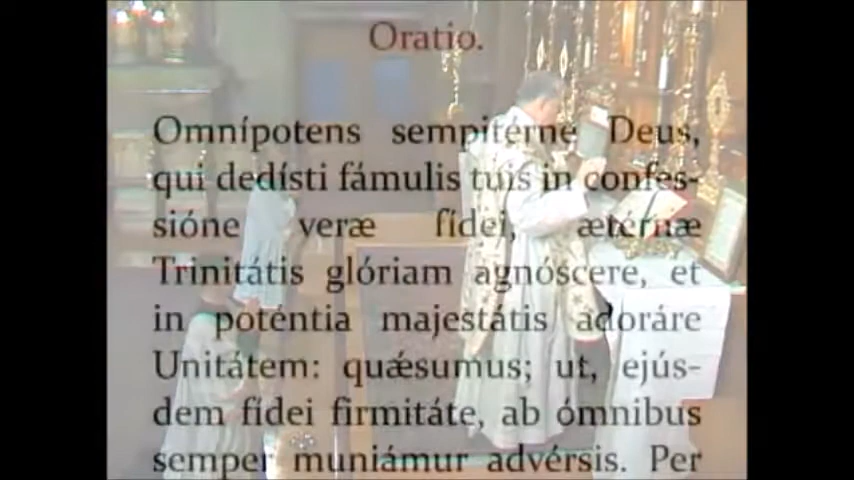 Oratio.
Omnípotens sempitérne Deus,
qui dedísti fámulis tuis in confes-
sióne veræ fídei, ætérnæ
Trinitátis glóriam agnóscere, et
in poténtia majestátis adoráre
Unitátem: quǽsumus; ut, ejús-
dem fídei firmitáte, ab ómnibus
semper muniámur advérsis. Per